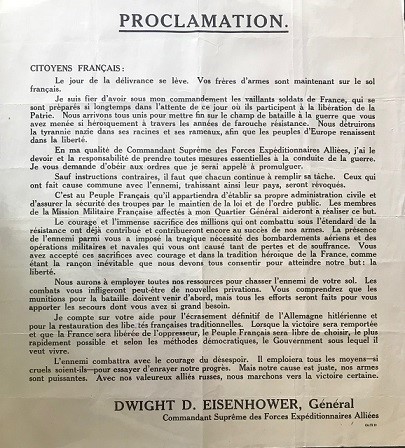 PROCLAMATION.
CITOYENS FRANÇAIS:
Le jour de la délivrance se lève. Vos frères d'armes sont maintenant sur le sol
français.
Je suis fier d'avoir sous mon commandement les vaillants soldats de France, qui se
sont préparés si longtemps dans l'attente de ce jour où ils participent à la libération de la
Patrie. Nous arrivons tous unis pour mettre fin sur le champ de bataille à la guerre que vous
avez menée si héroïquement à travers les années de farouche résistance. Nous détruirons
la tyrannie nazie dans ses racines et ses rameaux, afin que les peuples d'Europe renaissent
dans la liberté.
En ma qualité de Commandant Suprême des Forces Expéditionnaires Alliées, j'ai le
devoir et la responsabilité de prendre toutes mesures essentielles à la conduite de la guerre.
Je vous demande d'obéir aux ordres que je serai appelé à promulguer.
Sauf instructions contraires, il faut que chacun continue à remplir sa tâche. Ceux qui
ont fait cause commune avec l'ennemi, trahissant ainsi leur pays, seront révoqués.
C'est au Peuple Français qu'il appartiendra d'établir sa propre administration civile et
d'assurer la sécurité des troupes par le maintien de la loi et de l'ordre public. Les membres
de la Mission Militaire Française affectés à mon Quartier Général aideront à réaliser ce but.
Le courage et l'immense sacrifice des millions qui ont combattu sous l'étendard de la
résistance ont déjà contribué et contribueront encore au succès de nos armes. La présence
de l'ennemi parmi vous a imposé la tragique nécessité des bombardements aériens et des
opérations militaires et navales qui vous ont causé tant de pertes et de souffrance. Vous
avez accepté ces sacrifices avec courage et dans la tradition héroïque de la France, comme
étant la rançon inévitable que nous devons tous consentir pour atteindre notre but: la
liberté.
Nous aurons à employer toutes nos ressources pour chasser l'ennemi de votre sol. Les
combats vous infligeront peut-être de nouvelles privations. Vous comprendrez que les
munitions pour la bataille doivent venir d'abord, mais tous les efforts seront faits pour vous
apporter les secours dont vous avez si grand besoin.
Je compte sur votre aide pour l'écrasement définitif de l'Allemagne hitlérienne et
pour la restauration des libe tés françaises traditionnelles. Lorsque la victoire sera remportée
et que la France sera libérée de l'oppresseur, le Peuple Français sera libre de choisir, le plus
rapidement possible et selon les méthodes démocratiques, le Gouvernement sous lequel il
veut vivre.
L'ennemi combattra avec le courage du désespoir. Il emploiera tous les moyens—si
cruels soient-ils—pour essayer d'enrayer notre progrès. Mais notre cause est juste, nos armes
sont puissantes. Avec nos valeureux alliés russes, nous marchons vers la victoire certaine.
DWIGHT D. EISENHOWER, Général
Commandant Suprême des Forces Expéditionnaires Alliées